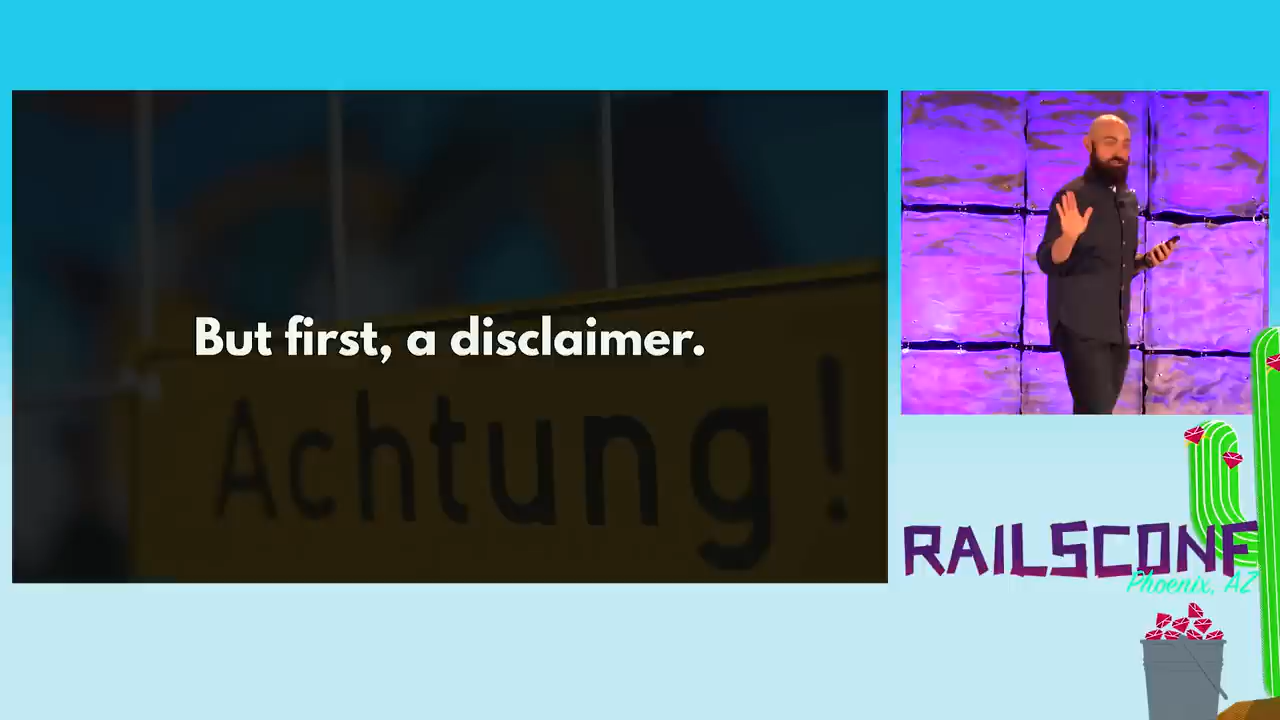 But first, a disclaimer.
Achtung!
RAILSCONF
Phoenix, AZ